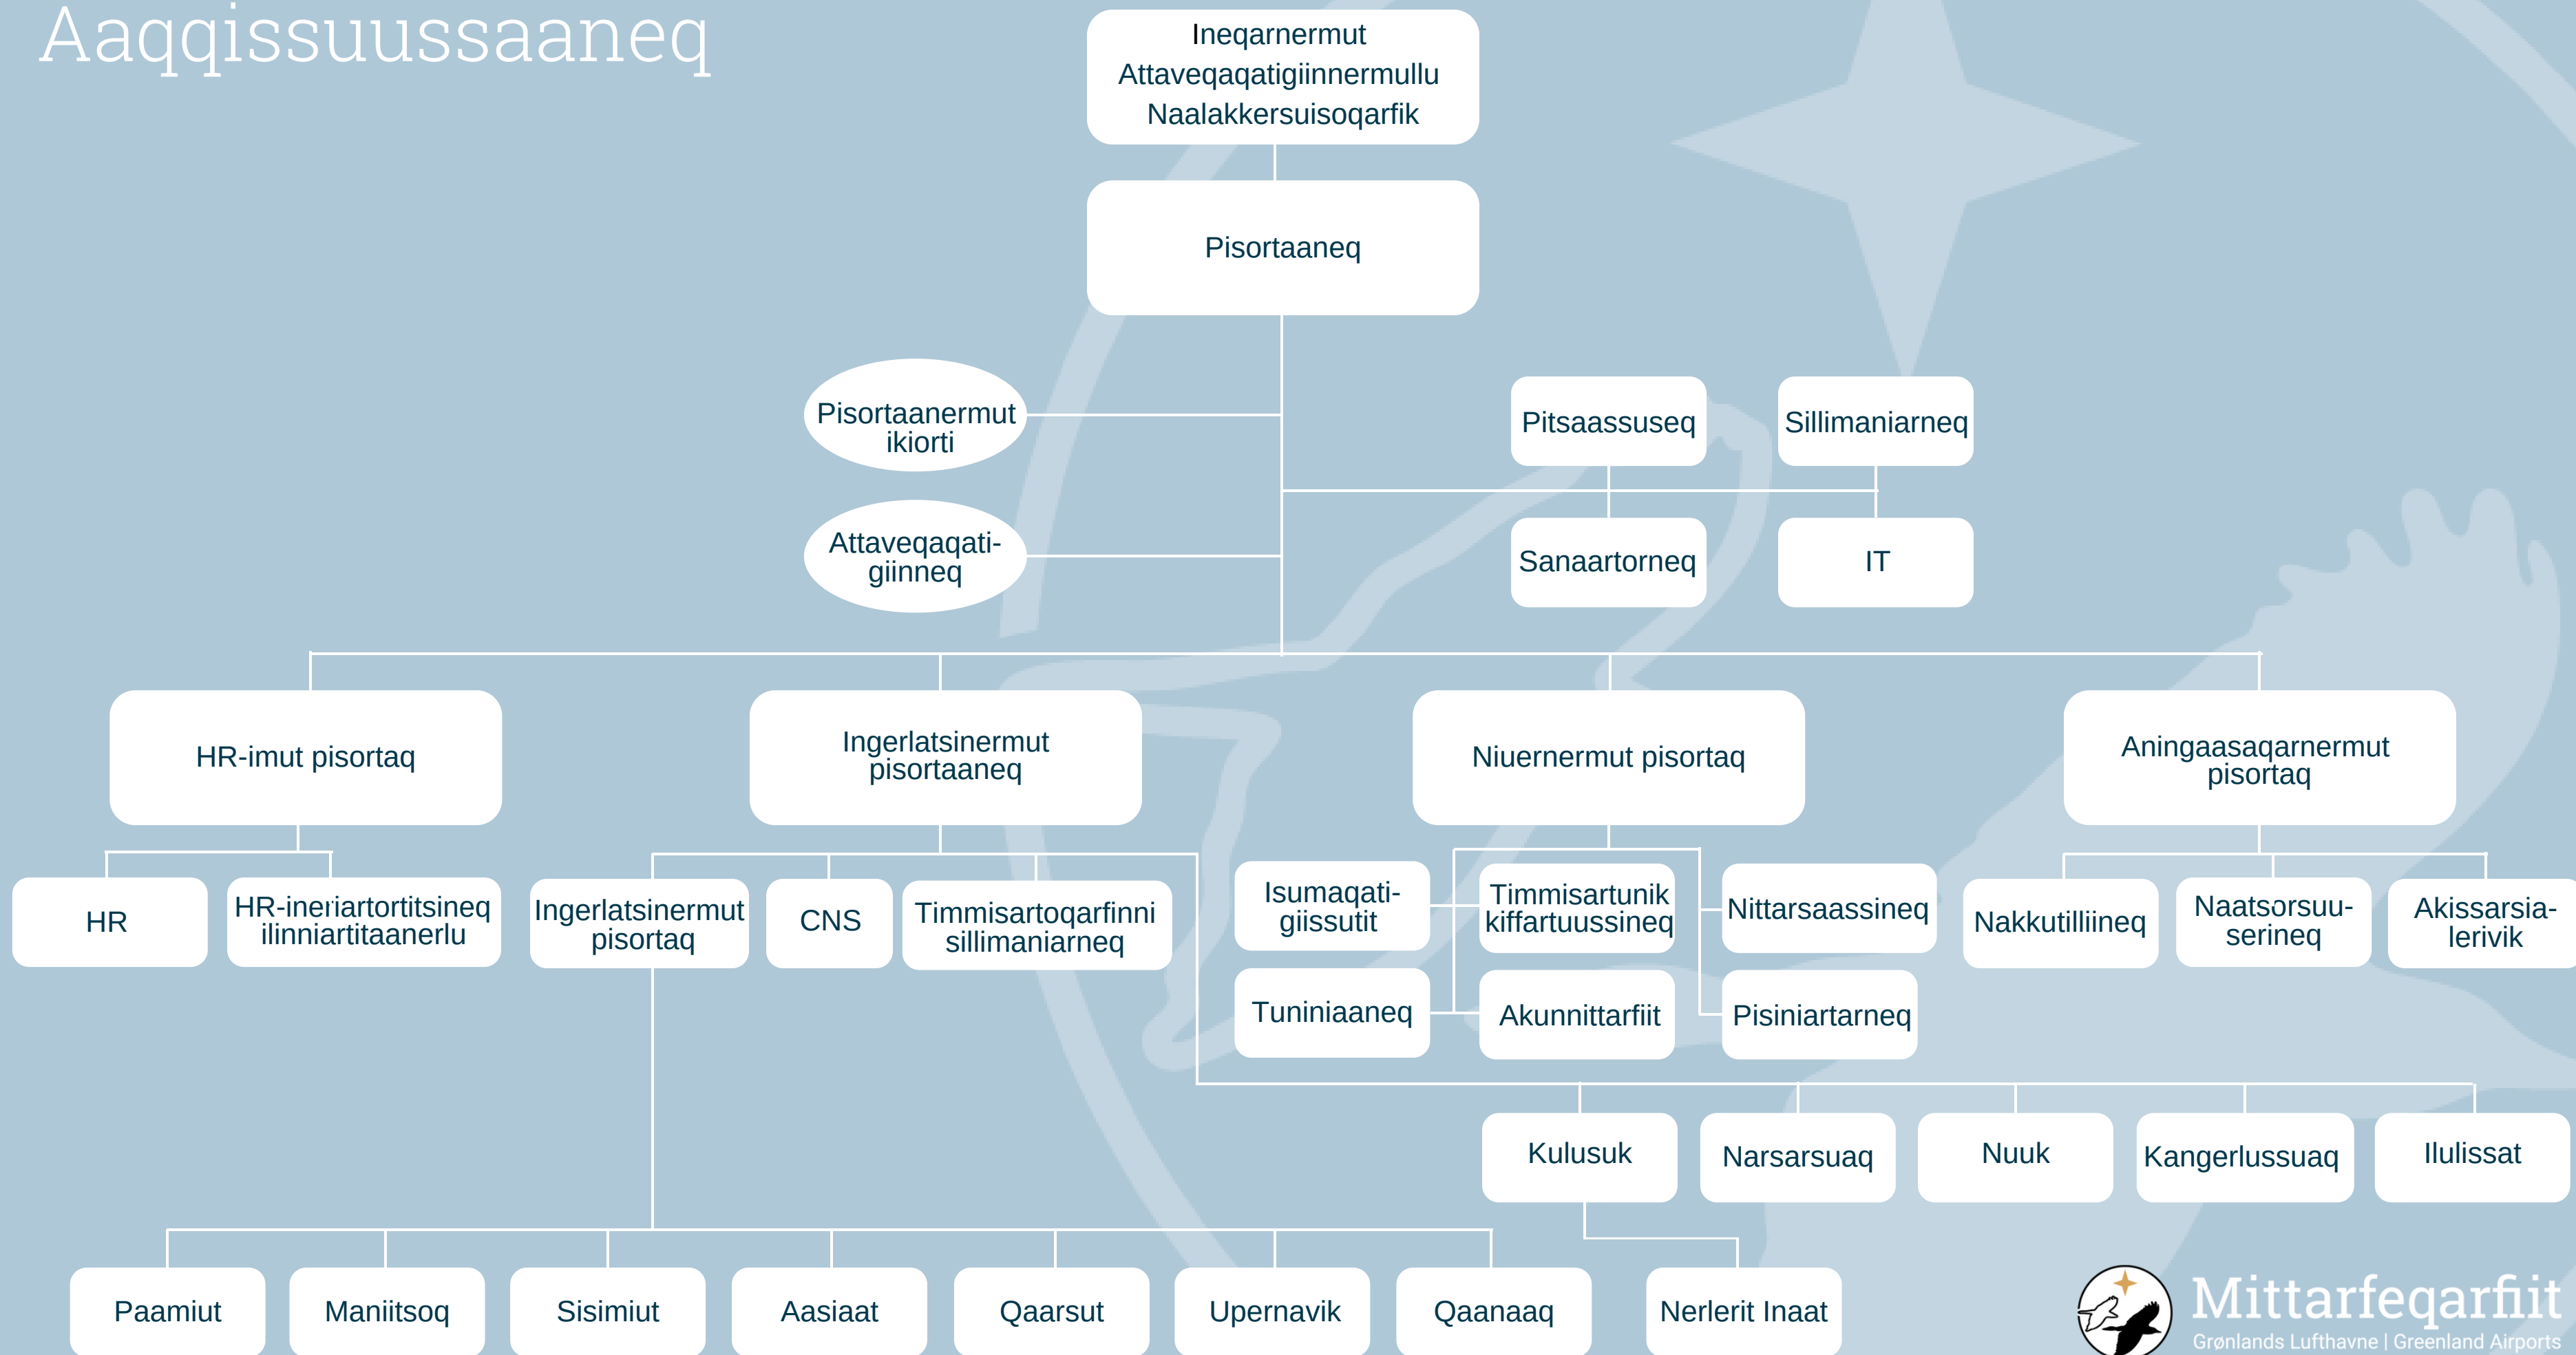 Aaqqissuussaaneq
Ineqarnermut
Attaveqaqatigiinnermullu
Naalakkersuisoqarfik
Pisortaaneq
Pisortaanermut
ikiorti
Pitsaassuseq
Sillimaniarneq
Attaveqaqati-
giinneq
Sanaartorneq
IT
HR-imut pisortaq
Ingerlatsinermut
pisortaaneq
Niuernermut pisortaq
Aningaasaqarnermut
pisortaq
HR
HR-ineriartortitsineq
ilinniartitaanerlu
Ingerlatsinermut
pisortaq
CNS
Timmisartoqarfinni
sillimaniarneq
Isumaqati-
giissutit
Timmisartunik
kiffartuussineq
Nittarsaassineq
Nakkutilliineq
Naatsorsuu-
serineq
Akissarsia-
lerivik
Tuniniaaneq
Akunnittarfiit
Pisiniartarneq
Kulusuk
Narsarsuaq
Nuuk
Kangerlussuaq
Ilulissat
Paamiut
Maniitsoq
Sisimiut
Aasiaat
Qaarsut
Upernavik
Qaanaaq
Nerlerit Inaat
Mittarfeqarfiit
Grønlands Lufthavne | Greenland Airports